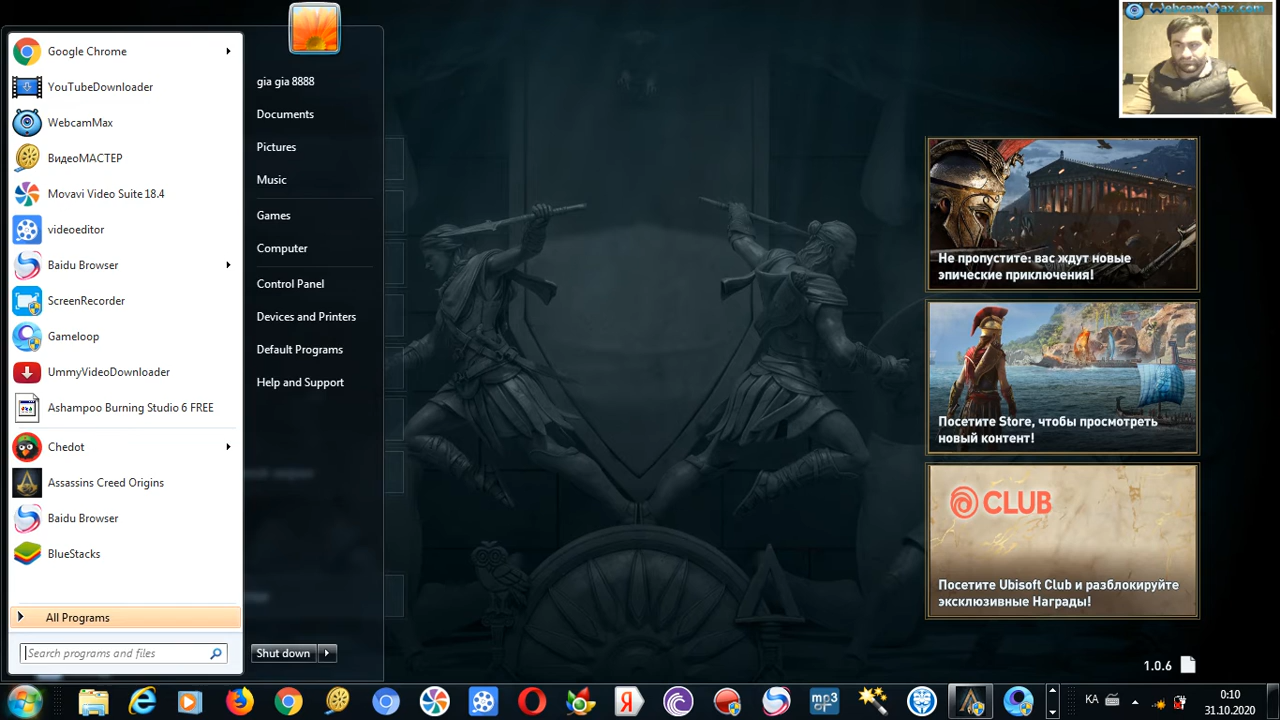 Google Chrome
YouTubeDownloader
WebcamMax
ВидеоМАСТЕР
Movavi Video Suite 18.4
videoeditor
Baidu Browser
ScreenRecorder
Gameloop
UmmyVideoDownloader
Ashampoo Burning Studio 6 FREE
Chedot
Assassins Creed Origins
Baidu Browser
BlueStacks
All Programs
Search programs and files
gia gia 8888
Documents
Pictures
Music
Games
Computer
Control Panel
Devices and Printers
Default Programs
Help and Support
Shut down
WebcamMax.com
Не пропустите: вас ждут новые
эпические приключения!
Посетите Store, чтобы просмотреть
новый контент!
CLUB
Посетите Ubisoft Club и разблокируйте
эксклюзивные Награды!
1.0.6
mp3
KA
0:10
31.10.2020